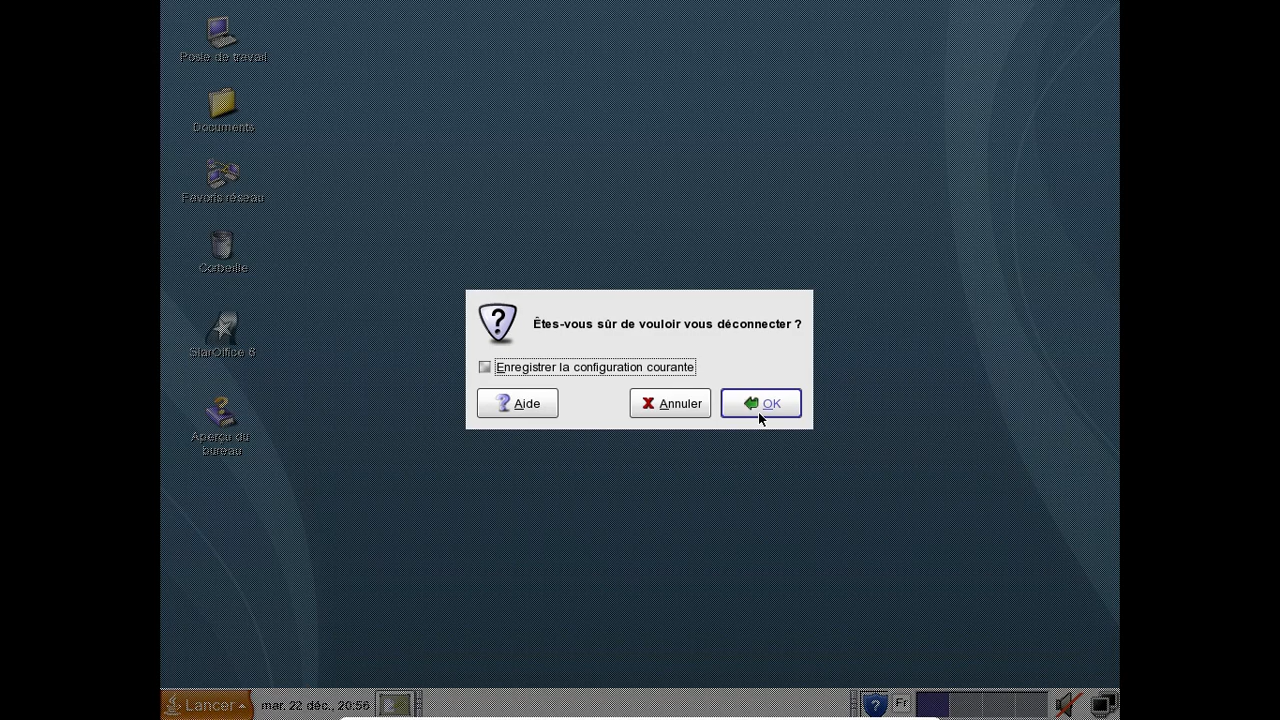 Poste de travail
Documents
Favoris réseau
Corbeille
StarOffice 6
Aperçu du
bureau
Êtes-vous sûr de vouloir vous déconnecter ?
Enregistrer la configuration courante
Aide
Annuler
OK
Lancer
mar. 22 déc., 20:56
?
Fr